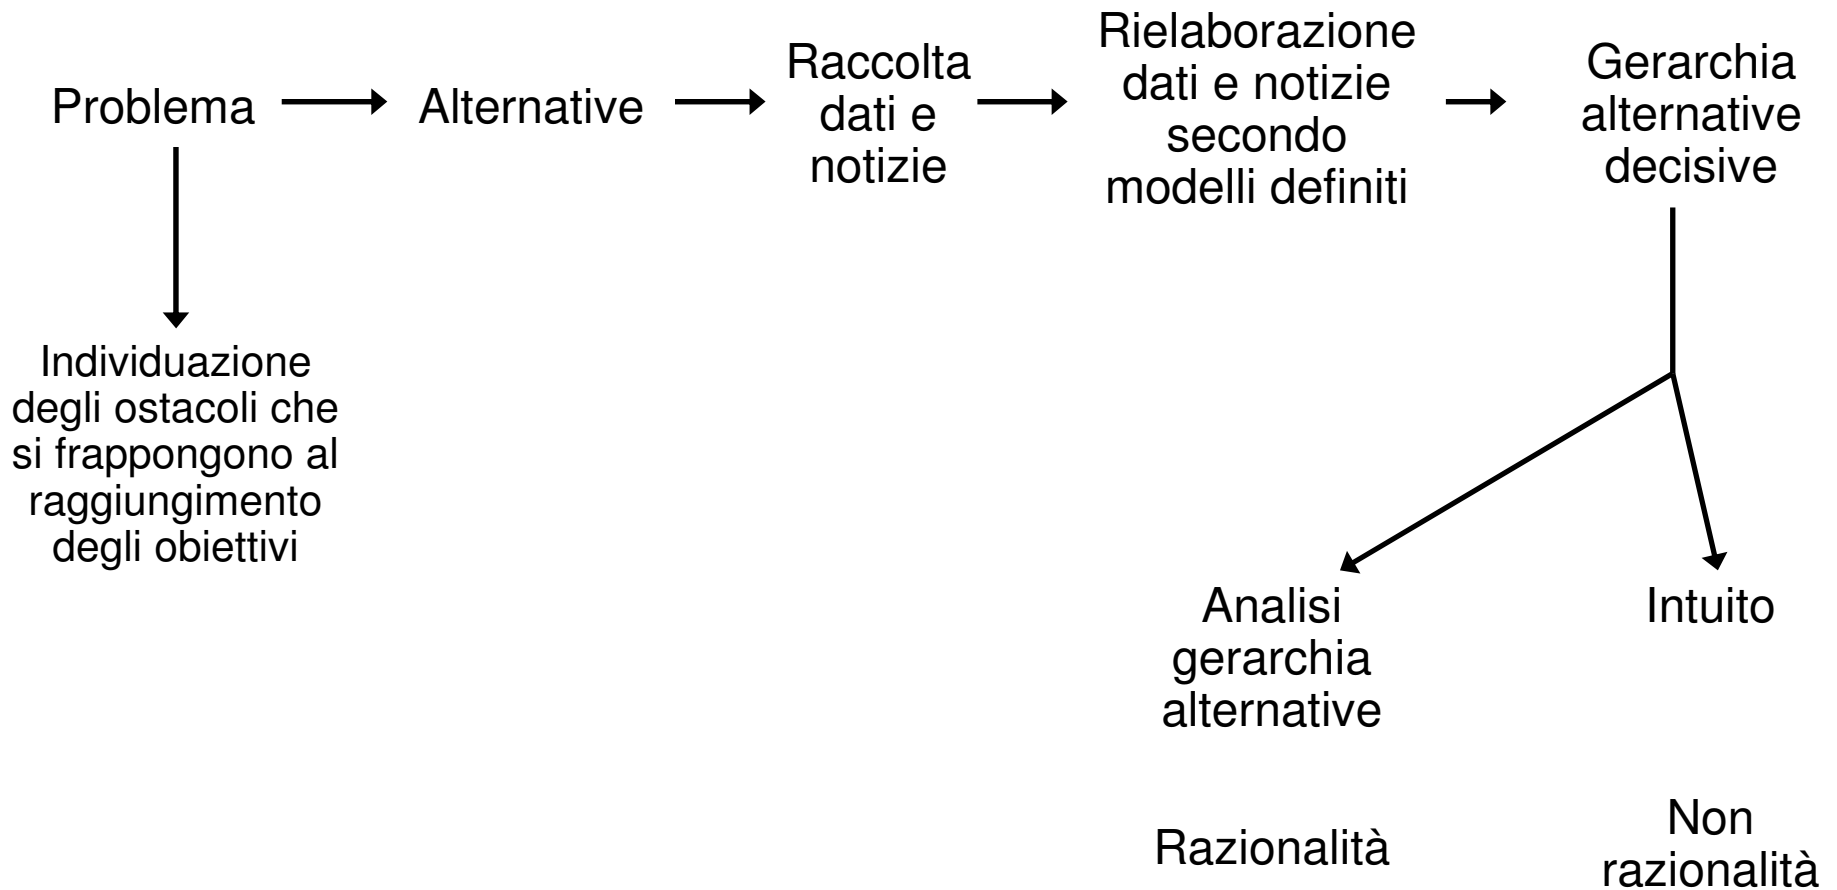 Problema
Alternative
Raccolta
dati e
notizie
Rielaborazione
dati e notizie
secondo
modelli definiti
Gerarchia
alternative
decisive
Individuazione
degli ostacoli che
si frappongono al
raggiungimento
degli obiettivi
Analisi
gerarchia
alternative
Intuito
Razionalità
Non
razionalità